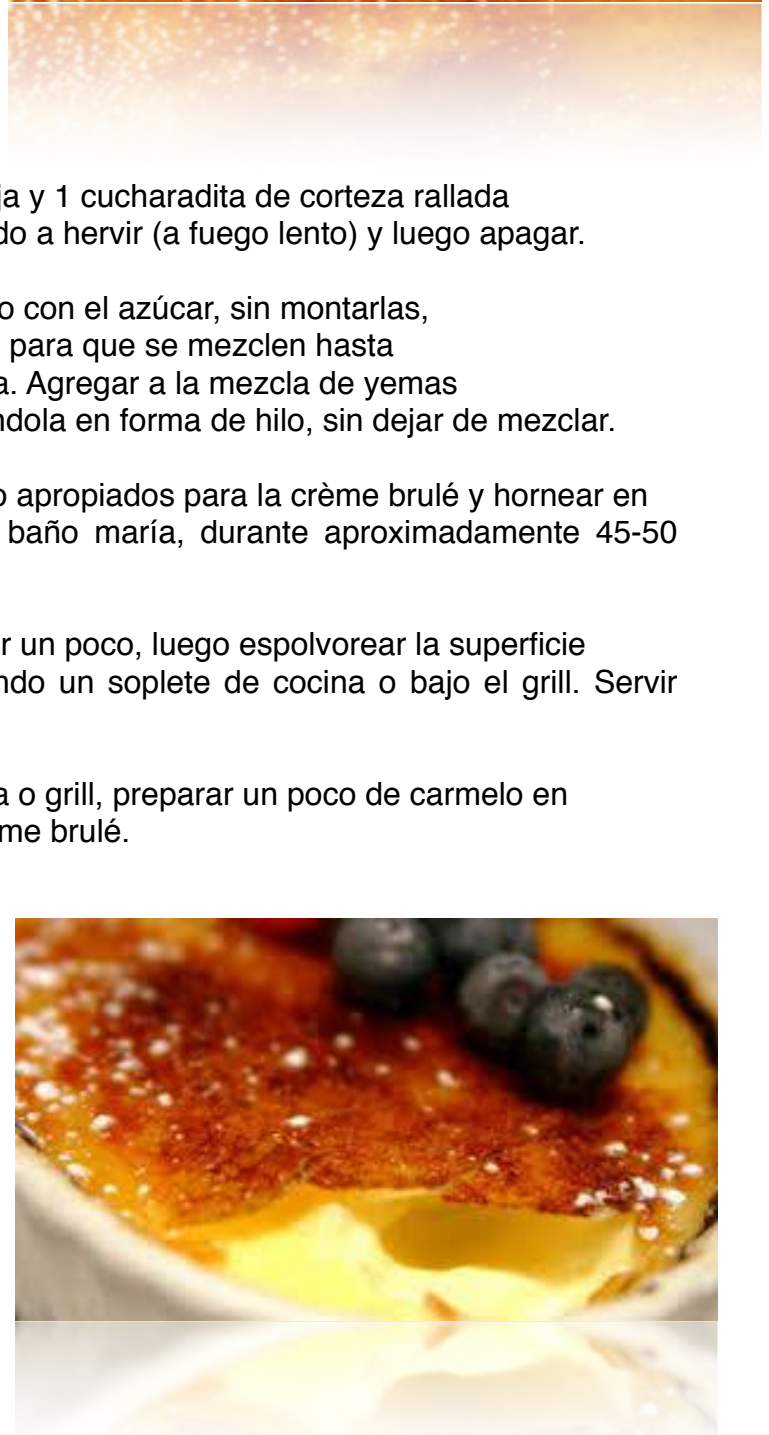 ja y 1 cucharadita de corteza rallada
do a hervir (a fuego lento) y luego apagar.
o con el azúcar, sin montarlas,
para que se mezclen hasta
a. Agregar a la mezcla de yemas
ndola en forma de hilo, sin dejar de mezclar.
o apropiados para la crème brulé y hornear en
baño maría, durante aproximadamente 45-50
r un poco, luego espolvorear la superficie
ndo un soplete de cocina o bajo el grill. Servir
a o grill, preparar un poco de carmelo en
me brulé.